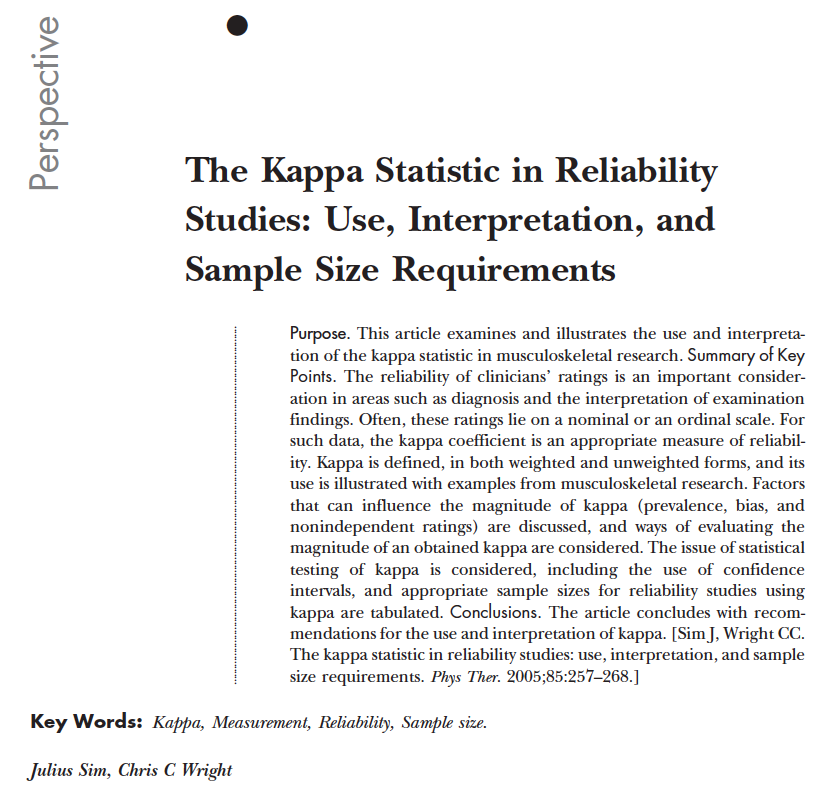 Perspective
The Kappa Statistic in Reliability
Studies: Use, Interpretation, and
Sample Size Requirements
Purpose. This article examines and illustrates the use and interpreta-
tion of the kappa statistic in musculoskeletal research. Summary of Key
Points. The reliability of clinicians' ratings is an important consider-
ation in areas such as diagnosis and the interpretation of examination
findings. Often, these ratings lie on a nominal or an ordinal scale. For
such data, the kappa coefficient is an appropriate measure of reliabil-
ity. Kappa is defined, in both weighted and unweighted forms, and its
use is illustrated with examples from musculoskeletal research. Factors
that can influence the magnitude of kappa (prevalence, bias, and
nonindependent ratings) are discussed, and ways of evaluating the
magnitude of an obtained kappa are considered. The issue of statistical
testing of kappa is considered, including the use of confidence
intervals, and appropriate sample sizes for reliability studies using
kappa are tabulated. Conclusions. The article concludes with recom-
mendations for the use and interpretation of kappa. [Sim J, Wright CC.
The kappa statistic in reliability studies: use, interpretation, and sample
size requirements. Phys Ther. 2005;85:257–268.]
Key Words: Kappa, Measurement, Reliability, Sample size.
Julius Sim, Chris C Wright